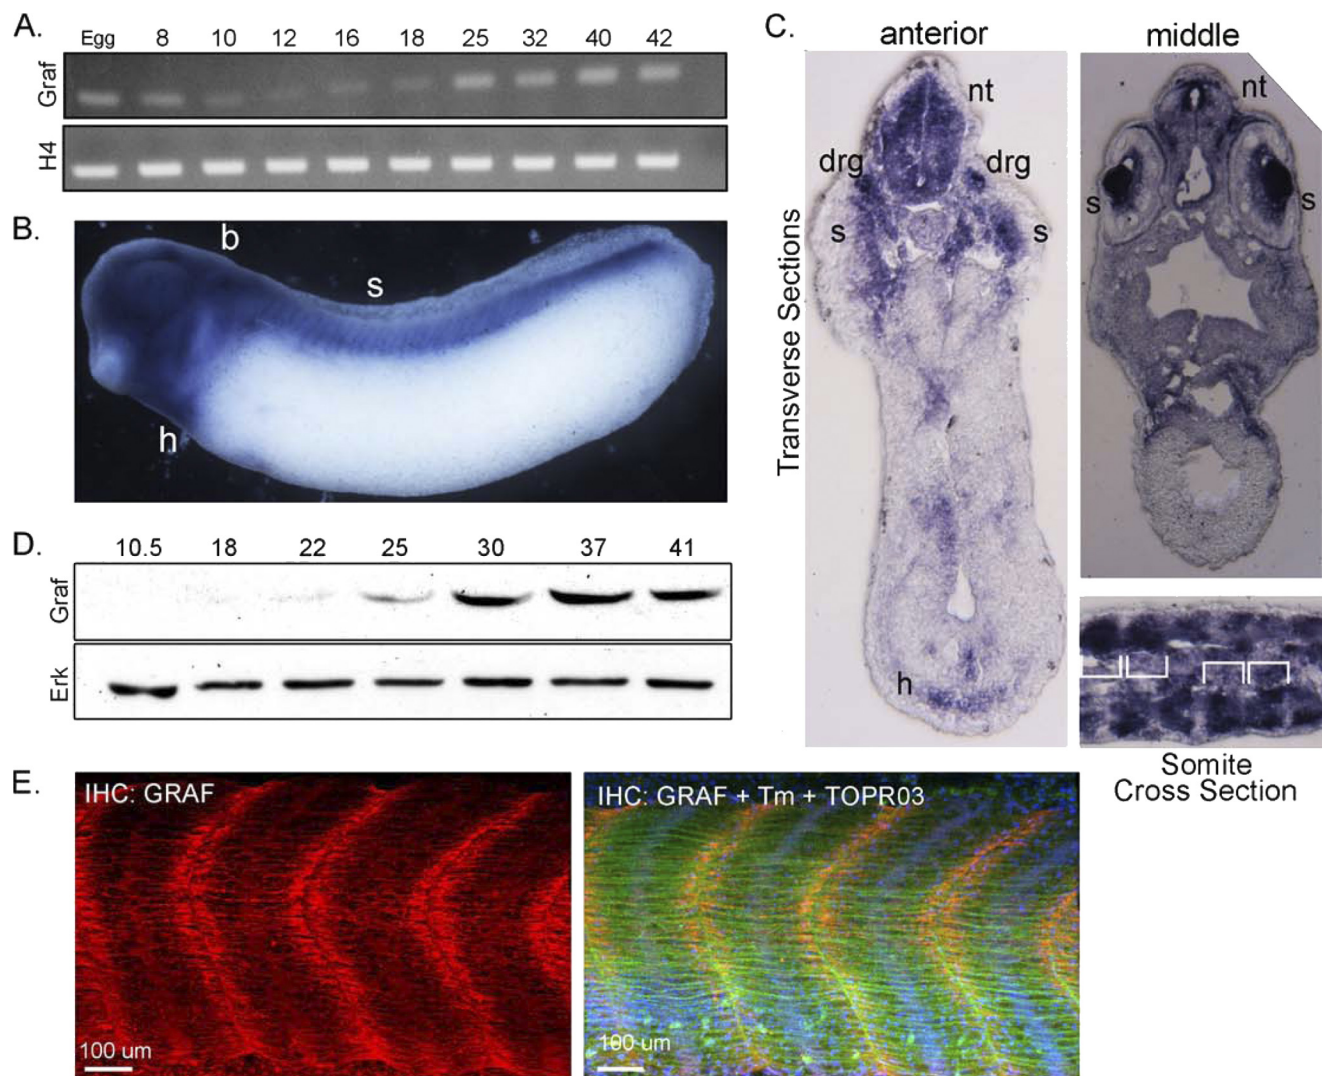 A.
Egg 8 10 12 16 18 25 32 40 42
Graf
H4
B.
b
s
h
C.
anterior
middle
Transverse Sections
nt
drg
drg
s
s
h
nt
s
s
Somite
Cross Section
D.
10.5 18 22 25 30 37 41
Graf
Erk
E.
IHC: GRAF
100 um
IHC: GRAF + Tm + TOPR03
100 um